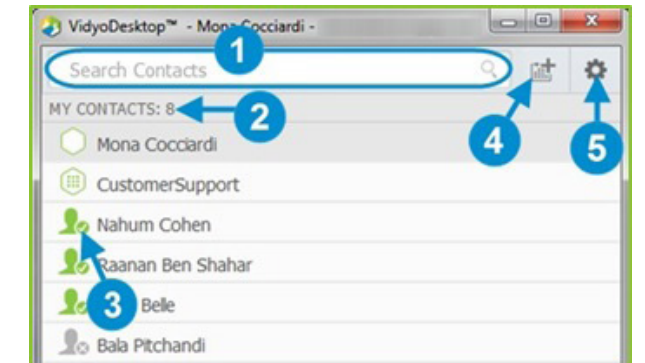 VidyoDesktop™ - Mona Cocciardi -
1
Search Contacts
MY CONTACTS: 8
2
4
5
Mona Cocciardi
CustomerSupport
Nahum Cohen
Raanan Ben Shahar
3
Belle
Bala Pitchandi